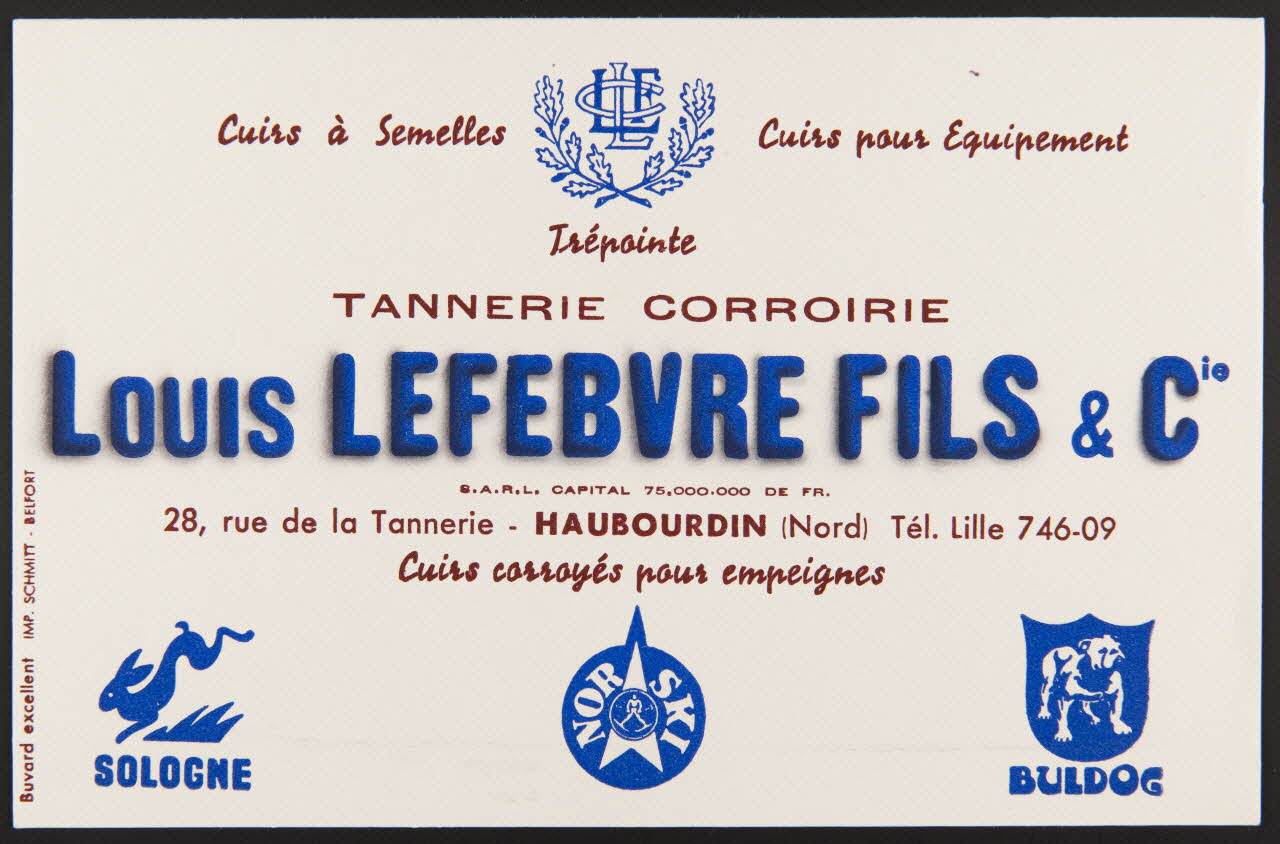 Cuirs à Semelles
Cuirs pour Equipement
Trépointe
TANNERIE CORROIRIE
LOUIS LEFEBVRE FILS & Cie
S.A.R.L. CAPITAL 75.000.000 DE FR.
28, rue de la Tannerie - HAUBOURDIN (Nord) Tél. Lille 746-09
Cuirs corroyés pour empeignes
SOLOGNE
NOR SKI
BULDOG
Buvard excellent IMP. SCHMITT - BELFORT